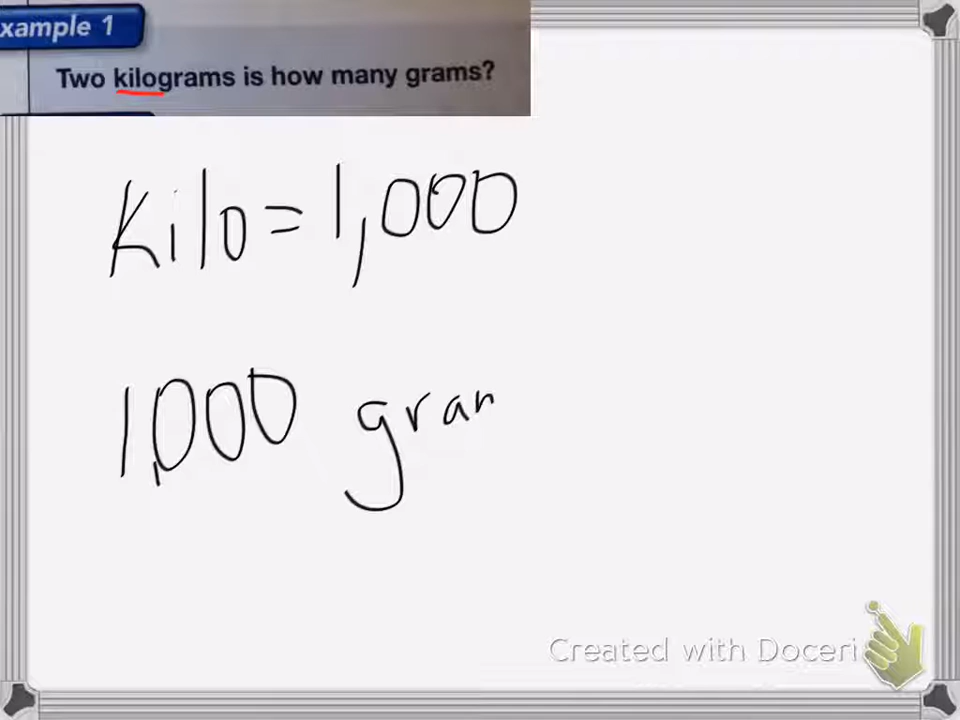 xample 1
Two kilograms is how many grams?
Kilo = 1,000
1,000 gran
Created with Doceri